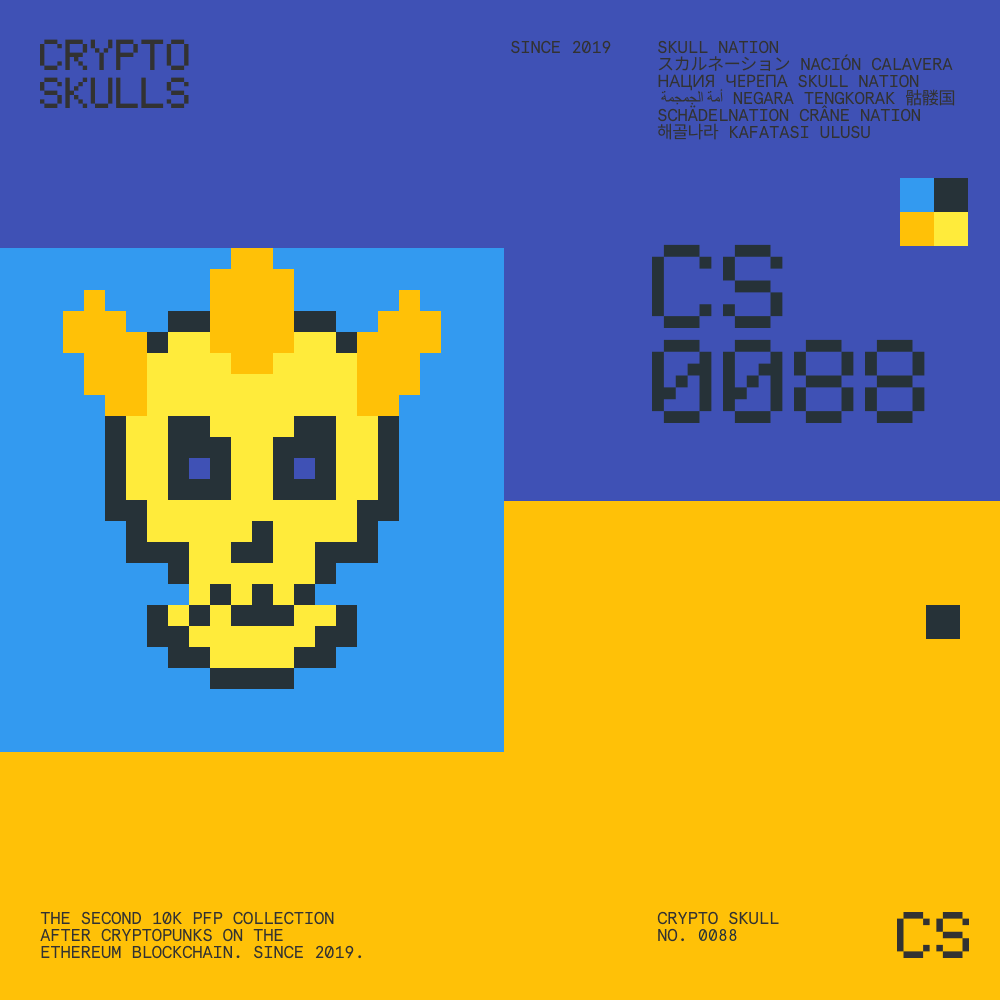 CRYPTO
SKULLS
SINCE 2019
SKULL NATION
スカルネーション NACIÓN CALAVERA
НАЦИЯ ЧЕРЕПА SKULL NATION
أمة الجمجمة NEGARA TENGKORAK 骷髅国
SCHÄDELNATION CRÂNE NATION
해골나라 KAFATASI ULUSU
CS
0088
THE SECOND 10K PFP COLLECTION
AFTER CRYPTOPUNKS ON THE
ETHEREUM BLOCKCHAIN. SINCE 2019.
CRYPTO SKULL
NO. 0088
CS